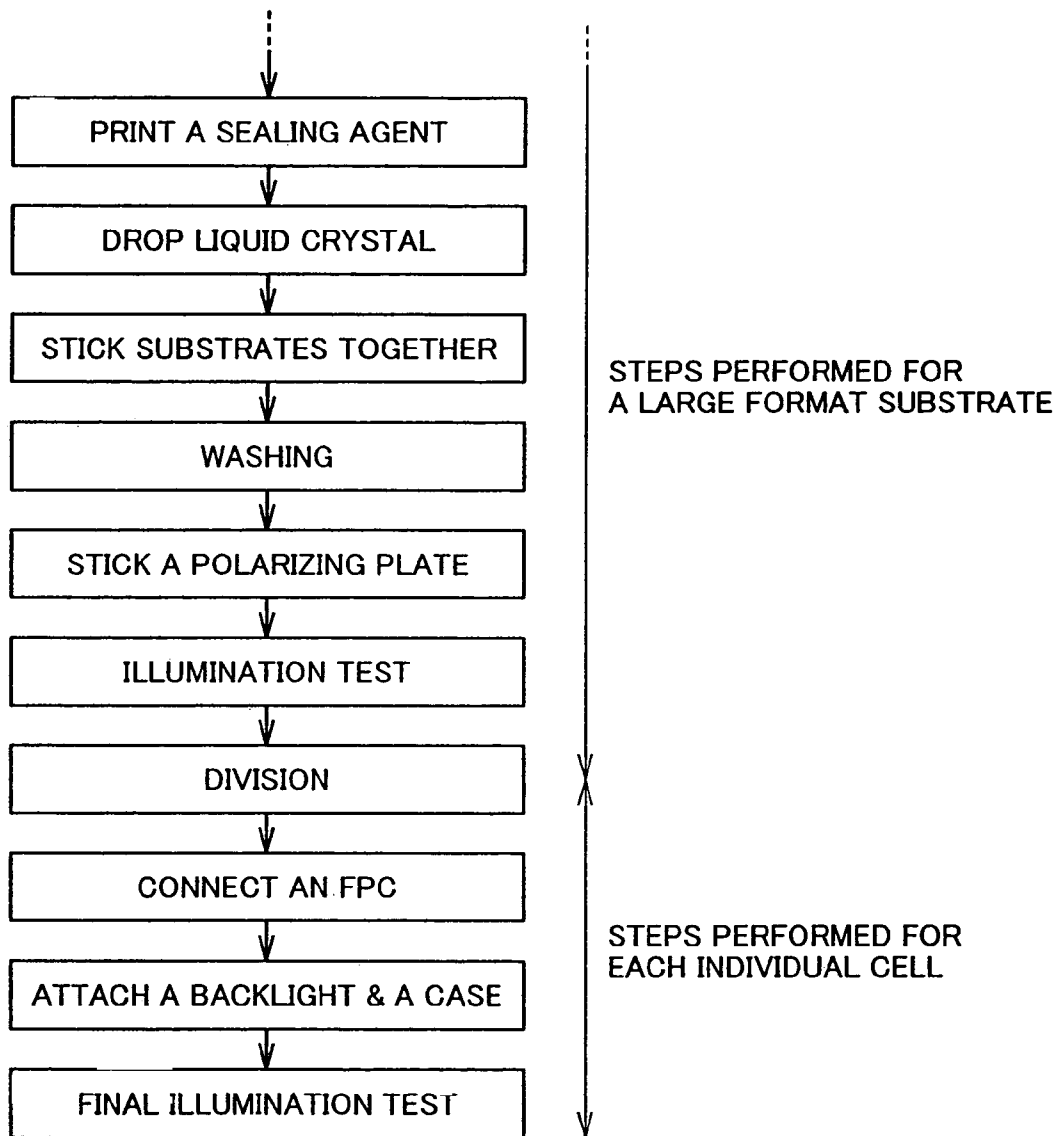 PRINT A SEALING AGENT
DROP LIQUID CRYSTAL
STICK SUBSTRATES TOGETHER
WASHING
STICK A POLARIZING PLATE
ILLUMINATION TEST
DIVISION
CONNECT AN FPC
ATTACH A BACKLIGHT & A CASE
FINAL ILLUMINATION TEST
STEPS PERFORMED FOR
A LARGE FORMAT SUBSTRATE
STEPS PERFORMED FOR
EACH INDIVIDUAL CELL